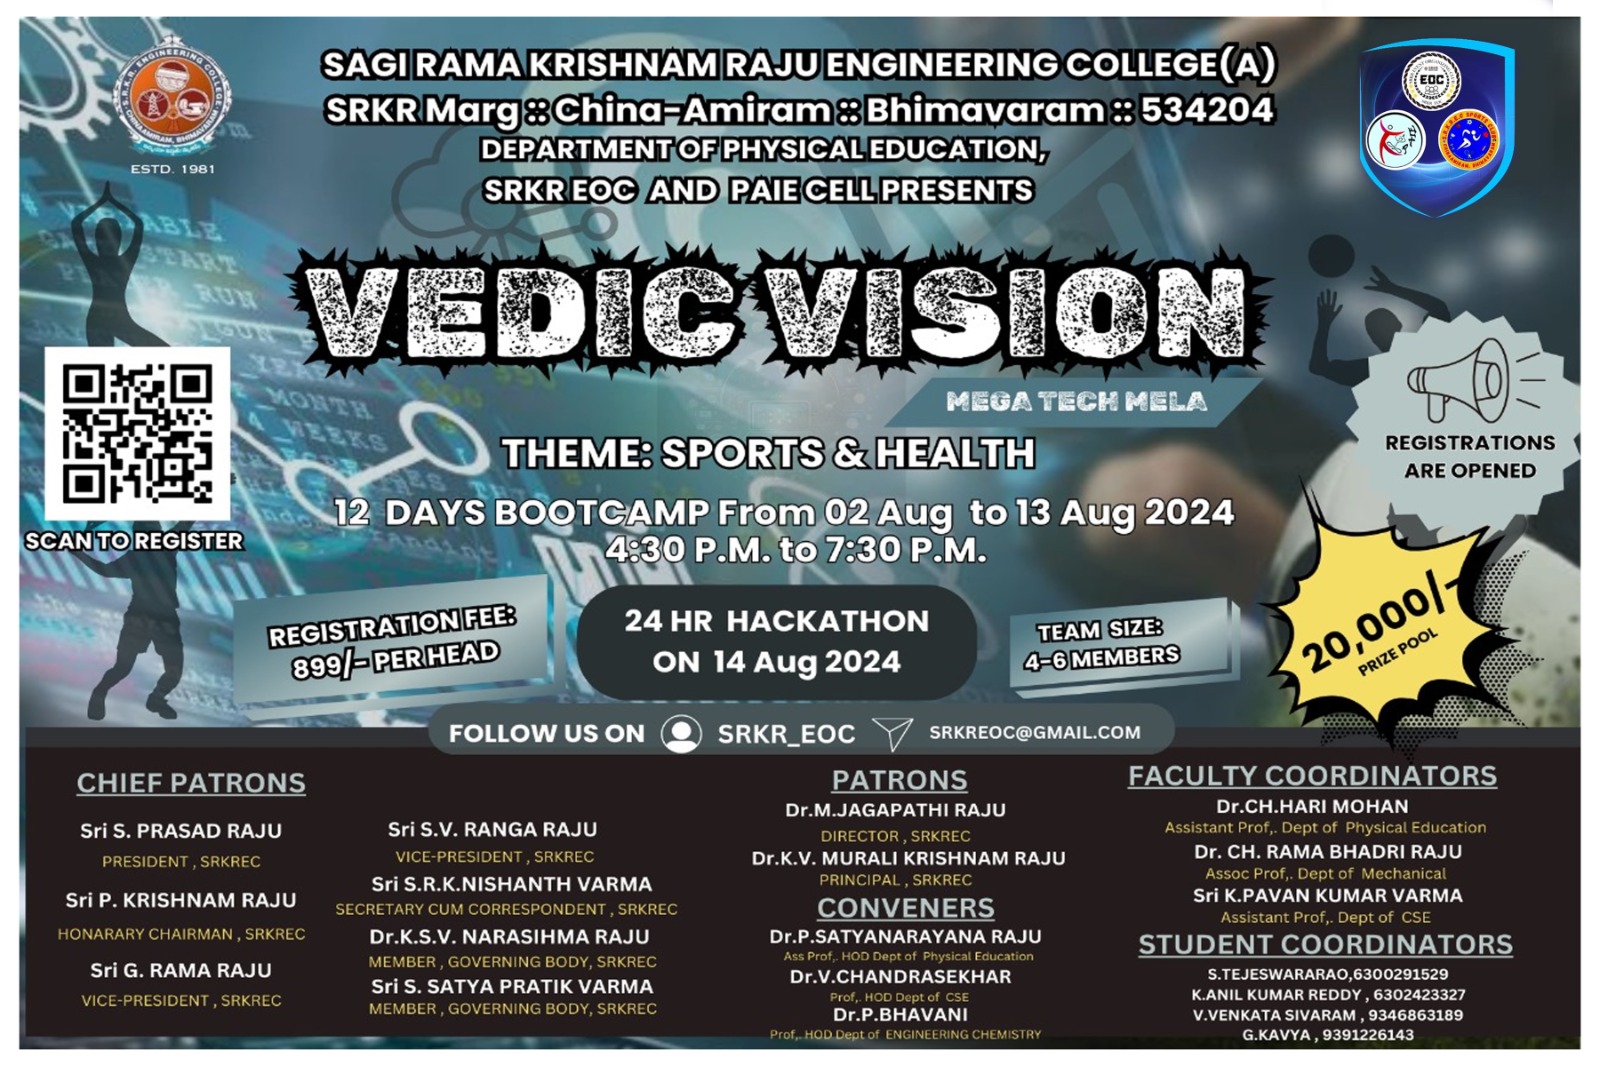 SAGI RAMA KRISHNAM RAJU ENGINEERING COLLEGE(A)
SRKR Marg :: China-Amiram :: Bhimavaram :: 534204
DEPARTMENT OF PHYSICAL EDUCATION,
SRKR EOC AND PAIE CELL PRESENTS
S.R.K.R. ENGINEERING COLLEGE
CHINAAMIRAM, BHIMAVARAM
ESTD. 1981
EOC
PAIE
VEDIC VISION
MEGA TECH MELA
THEME: SPORTS & HEALTH
12 DAYS BOOTCAMP From 02 Aug to 13 Aug 2024
4:30 P.M. to 7:30 P.M.
SCAN TO REGISTER
REGISTRATIONS
ARE OPENED
REGISTRATION FEE:
899/- PER HEAD
24 HR HACKATHON
ON 14 Aug 2024
TEAM SIZE:
4-6 MEMBERS
20,000/-
PRIZE POOL
FOLLOW US ON SRKR_EOC SRKREOC@GMAIL.COM
CHIEF PATRONS
Sri S. PRASAD RAJU
PRESIDENT , SRKREC
Sri P. KRISHNAM RAJU
HONARARY CHAIRMAN , SRKREC
Sri G. RAMA RAJU
VICE-PRESIDENT , SRKREC
Sri S.V. RANGA RAJU
VICE-PRESIDENT , SRKREC
Sri S.R.K.NISHANTH VARMA
SECRETARY CUM CORRESPONDENT , SRKREC
Dr.K.S.V. NARASIHMA RAJU
MEMBER , GOVERNING BODY, SRKREC
Sri S. SATYA PRATIK VARMA
MEMBER , GOVERNING BODY, SRKREC
PATRONS
Dr.M.JAGAPATHI RAJU
DIRECTOR , SRKREC
Dr.K.V. MURALI KRISHNAM RAJU
PRINCIPAL , SRKREC
CONVENERS
Dr.P.SATYANARAYANA RAJU
Ass Prof,. HOD Dept of Physical Education
Dr.V.CHANDRASEKHAR
Prof,. HOD Dept of CSE
Dr.P.BHAVANI
Prof,. HOD Dept of ENGINEERING CHEMISTRY
FACULTY COORDINATORS
Dr.CH.HARI MOHAN
Assistant Prof,. Dept of Physical Education
Dr. CH. RAMA BHADRI RAJU
Assoc Prof,. Dept of Mechanical
Sri K.PAVAN KUMAR VARMA
Assistant Prof,. Dept of CSE
STUDENT COORDINATORS
S.TEJESWARARAO,6300291529
K.ANIL KUMAR REDDY , 6302423327
V.VENKATA SIVARAM , 9346863189
G.KAVYA , 9391226143